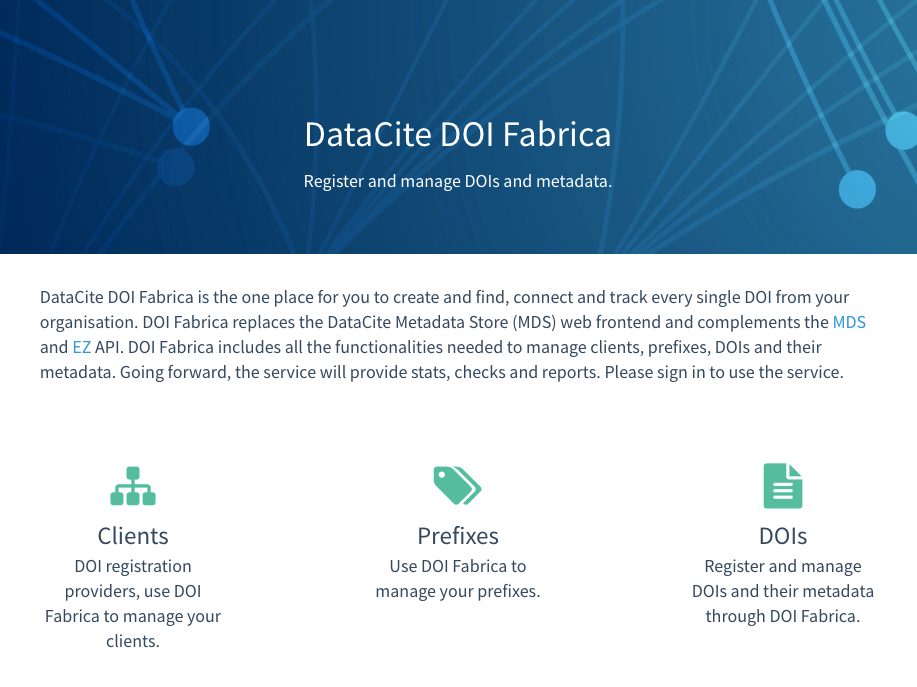 DataCite DOI Fabrica
Register and manage DOIs and metadata.
DataCite DOI Fabrica is the one place for you to create and find, connect and track every single DOI from your
organisation. DOI Fabrica replaces the DataCite Metadata Store (MDS) web frontend and complements the MDS
and EZ API. DOI Fabrica includes all the functionalities needed to manage clients, prefixes, DOIs and their
metadata. Going forward, the service will provide stats, checks and reports. Please sign in to use the service.
Clients
DOI registration
providers, use DOI
Fabrica to manage your
clients.
Prefixes
Use DOI Fabrica to
manage your prefixes.
DOIs
Register and manage
DOIs and their metadata
through DOI Fabrica.